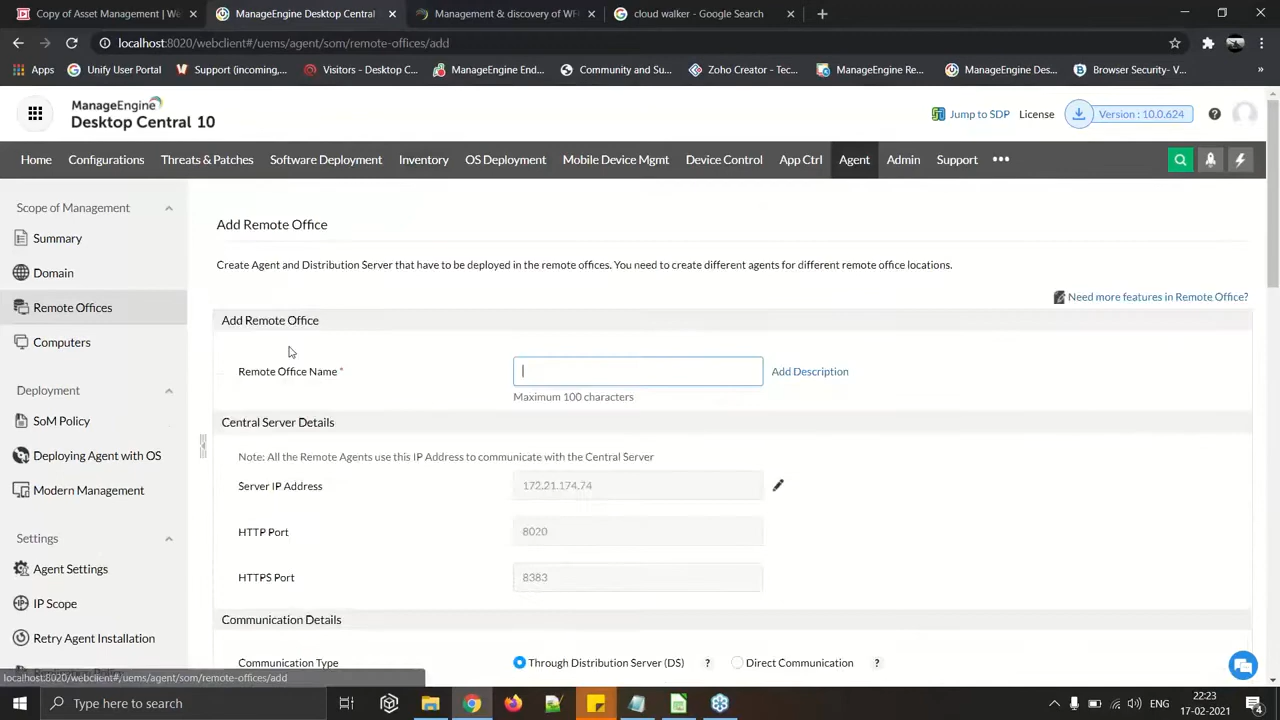 Copy of Asset Management | We
ManageEngine Desktop Central
Management & discovery of WFH
cloud walker - Google Search
localhost:8020/webclient#/uems/agent/som/remote-offices/add
Apps
Unify User Portal
Support (incoming,...
Visitors - Desktop C...
ManageEngine End...
Community and Su...
Zoho Creator - Tec...
ManageEngine Re...
ManageEngine Des...
Browser Security- V...
»
ManageEngine
Desktop Central 10
Jump to SDP
License
Version : 10.0.624
Home
Configurations
Threats & Patches
Software Deployment
Inventory
OS Deployment
Mobile Device Mgmt
Device Control
App Ctrl
Agent
Admin
Support
Scope of Management
Summary
Domain
Remote Offices
Computers
Deployment
SoM Policy
Deploying Agent with OS
Modern Management
Settings
Agent Settings
IP Scope
Retry Agent Installation
Add Remote Office
Create Agent and Distribution Server that have to be deployed in the remote offices. You need to create different agents for different remote office locations.
Need more features in Remote Office?
Add Remote Office
Remote Office Name *
Add Description
Maximum 100 characters
Central Server Details
Note: All the Remote Agents use this IP Address to communicate with the Central Server
Server IP Address
172.21.174.74
HTTP Port
8020
HTTPS Port
8383
Communication Details
Communication Type
Through Distribution Server (DS)
?
Direct Communication
?
localhost:8020/webclient#/uems/agent/som/remote-offices/add
Type here to search
22:23
17-02-2021
4